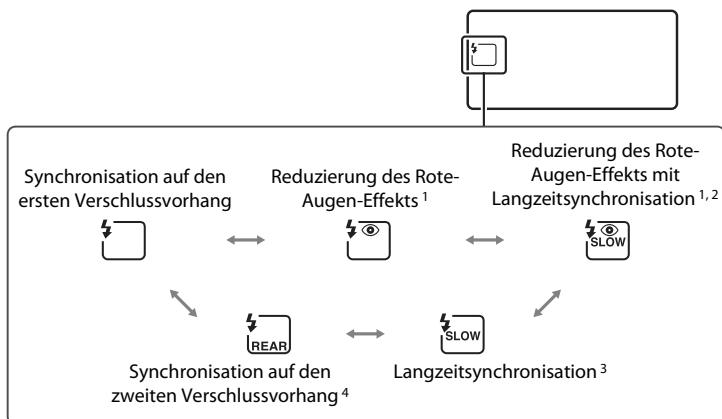 Synchronisation auf den
ersten Verschlussvorhang
Reduzierung des Rote-
Augen-Effekts 1
Reduzierung des Rote-
Augen-Effekts mit
Langzeitsynchronisation 1, 2
SLOW
REAR
SLOW
Synchronisation auf den
zweiten Verschlussvorhang 4
Langzeitsynchronisation 3